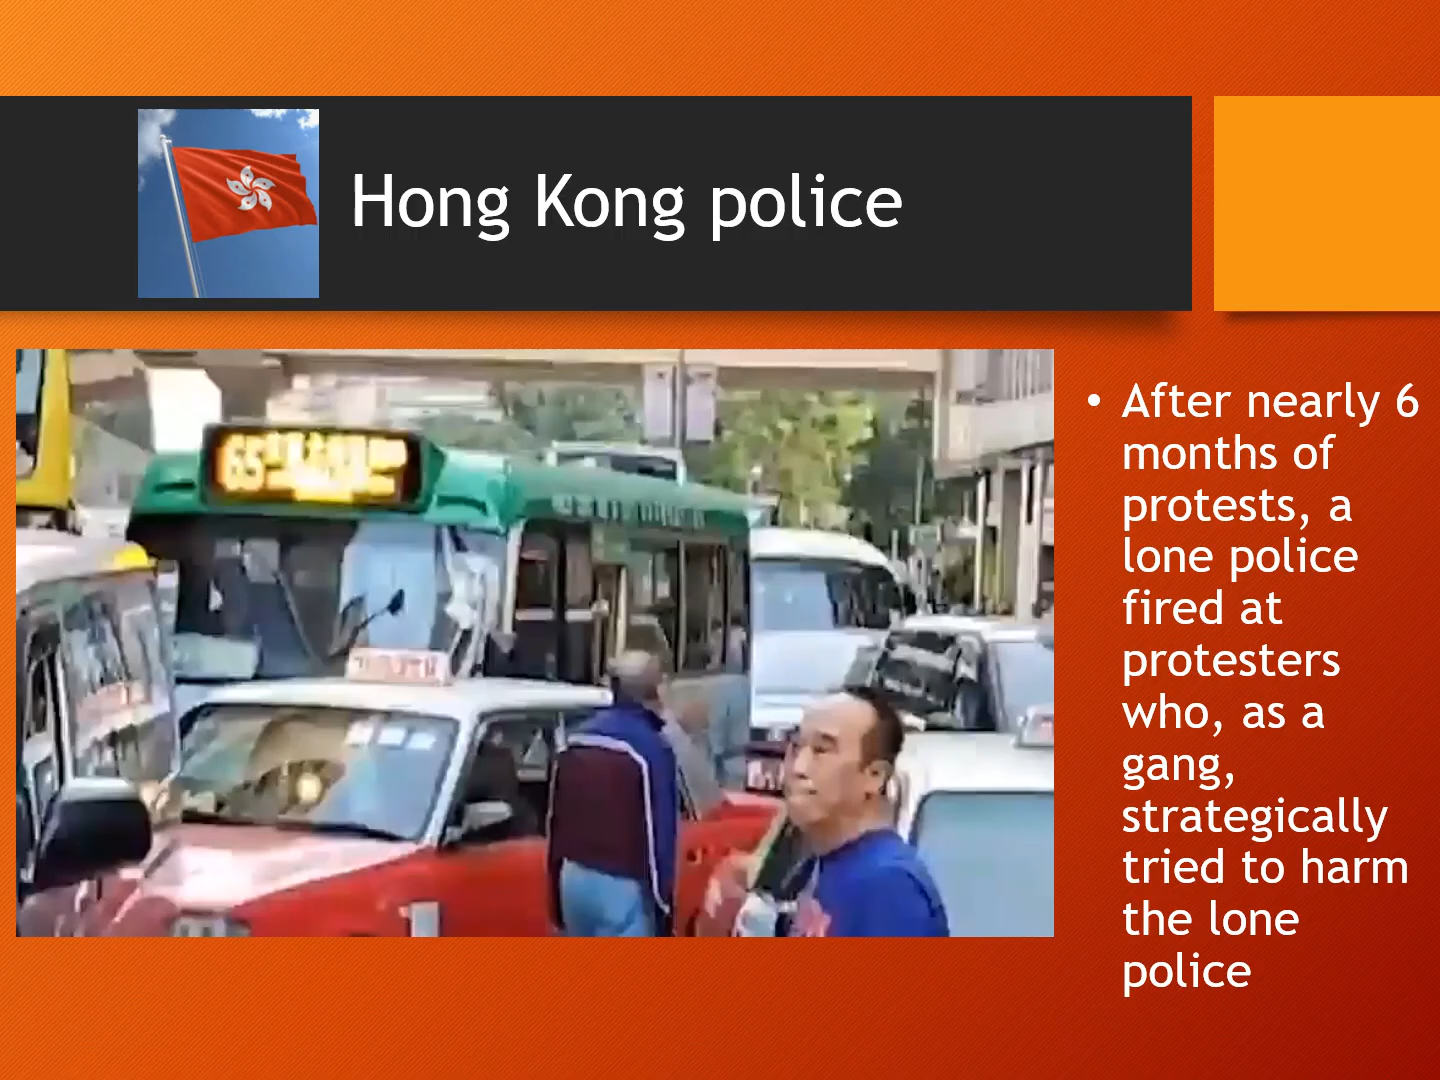 Hong Kong police
65
• After nearly 6
months of
protests, a
lone police
fired at
protesters
who, as a
gang,
strategically
tried to harm
the lone
police